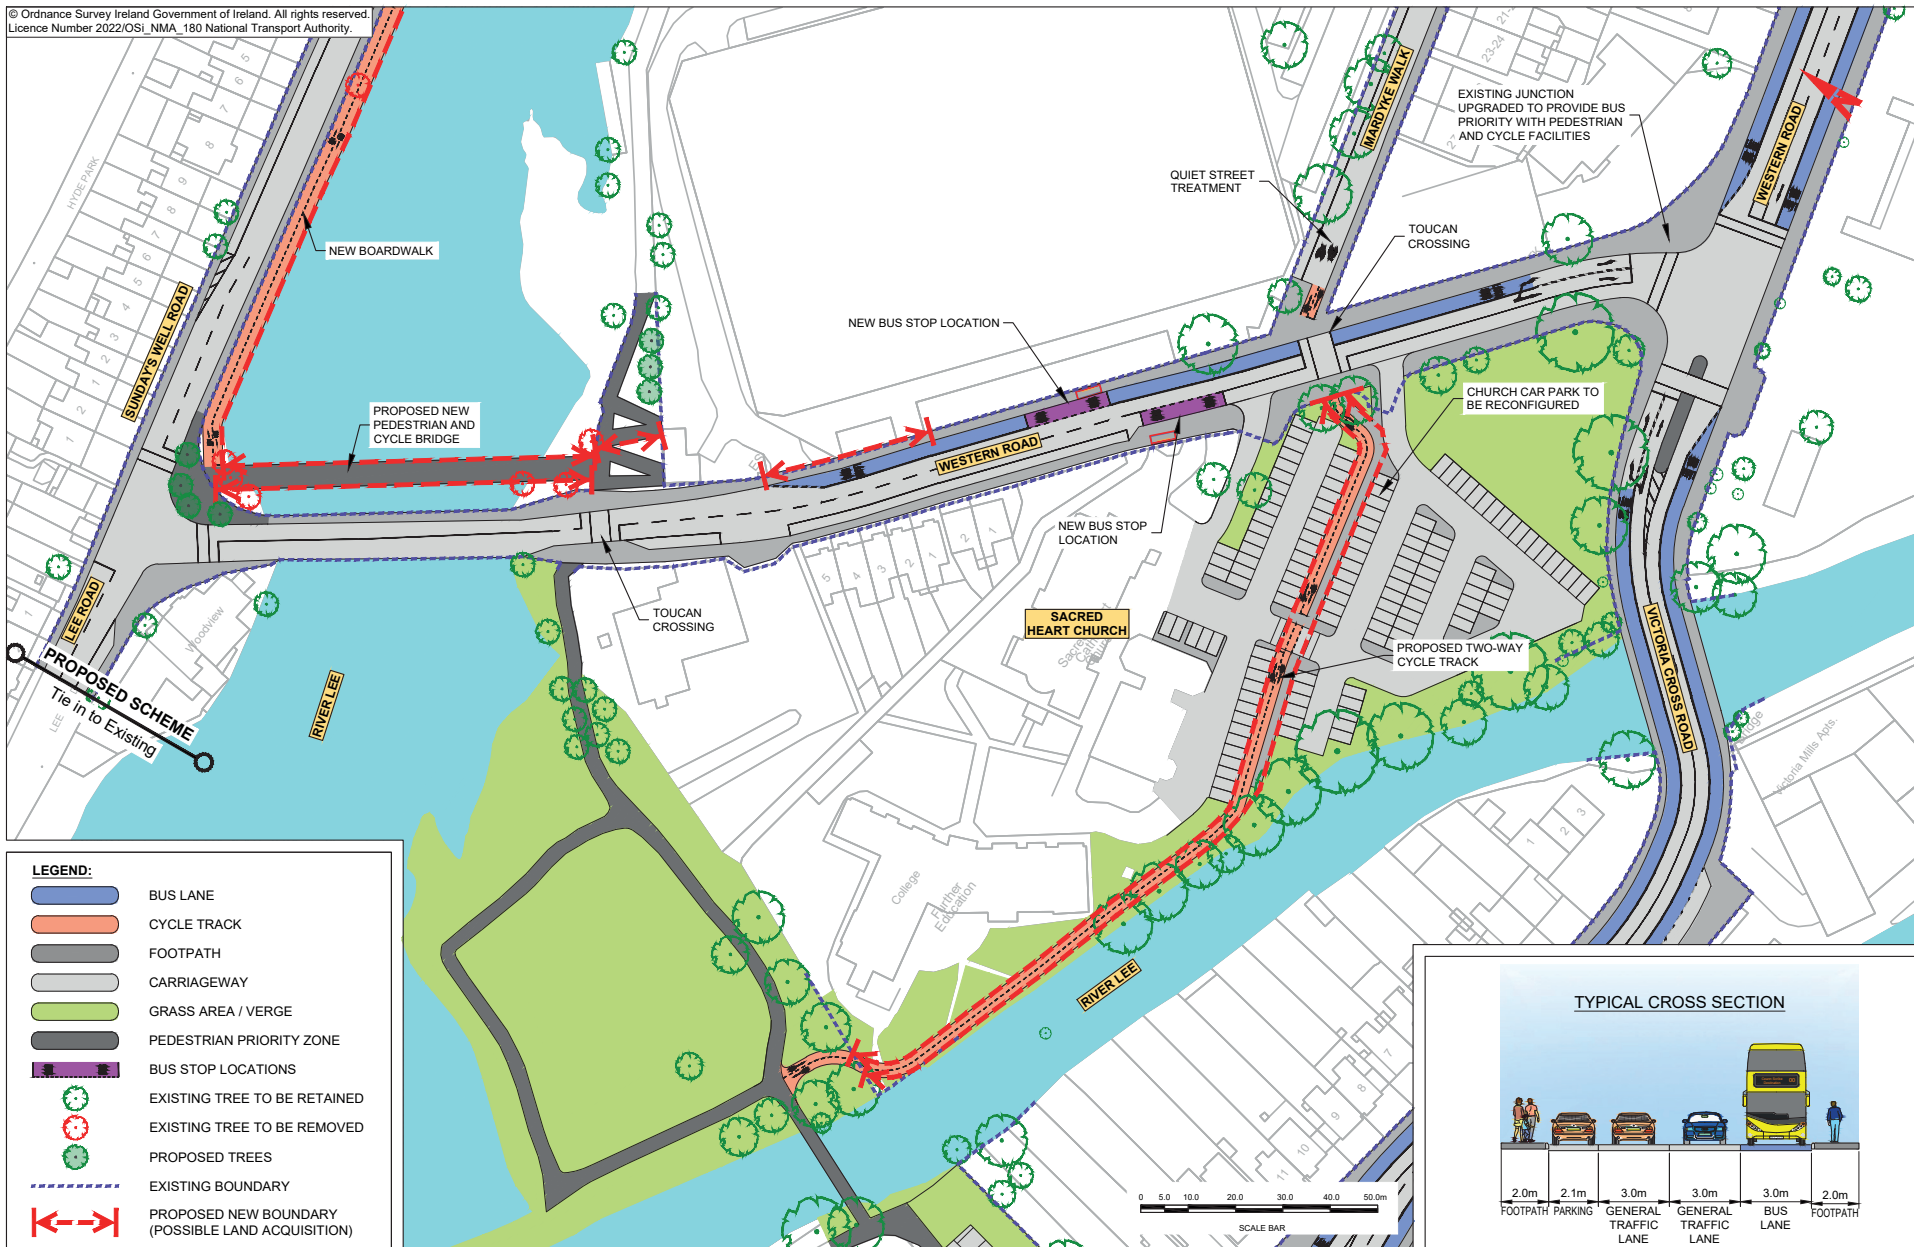 © Ordnance Survey Ireland Government of Ireland. All rights reserved.
Licence Number 2022/OSi_NMA_180 National Transport Authority.
HYDE PARK
SUNDAY'S WELL ROAD
NEW BOARDWALK
PROPOSED NEW
PEDESTRIAN AND
CYCLE BRIDGE
LEE ROAD
PROPOSED SCHEME
Tie in to Existing
LEE
Woodview
RIVER LEE
TOUCAN
CROSSING
WESTERN ROAD
NEW BUS STOP LOCATION
NEW BUS STOP
LOCATION
QUIET STREET
TREATMENT
MARDYKE WALK
TOUCAN
CROSSING
EXISTING JUNCTION
UPGRADED TO PROVIDE BUS
PRIORITY WITH PEDESTRIAN
AND CYCLE FACILITIES
23-24
27
WESTERN ROAD
N
CHURCH CAR PARK TO
BE RECONFIGURED
SACRED
HEART CHURCH
PROPOSED TWO-WAY
CYCLE TRACK
VICTORIA CROSS ROAD
Victoria Mills Apts.
College
Further
Education
RIVER LEE
LEGEND:
BUS LANE
CYCLE TRACK
FOOTPATH
CARRIAGEWAY
GRASS AREA / VERGE
PEDESTRIAN PRIORITY ZONE
BUS STOP LOCATIONS
EXISTING TREE TO BE RETAINED
EXISTING TREE TO BE REMOVED
PROPOSED TREES
EXISTING BOUNDARY
PROPOSED NEW BOUNDARY
(POSSIBLE LAND ACQUISITION)
0 5.0 10.0 20.0 30.0 40.0 50.0m
SCALE BAR
TYPICAL CROSS SECTION
2.0m 2.1m 3.0m 3.0m 3.0m 2.0m
FOOTPATH PARKING GENERAL TRAFFIC LANE GENERAL TRAFFIC LANE BUS LANE FOOTPATH